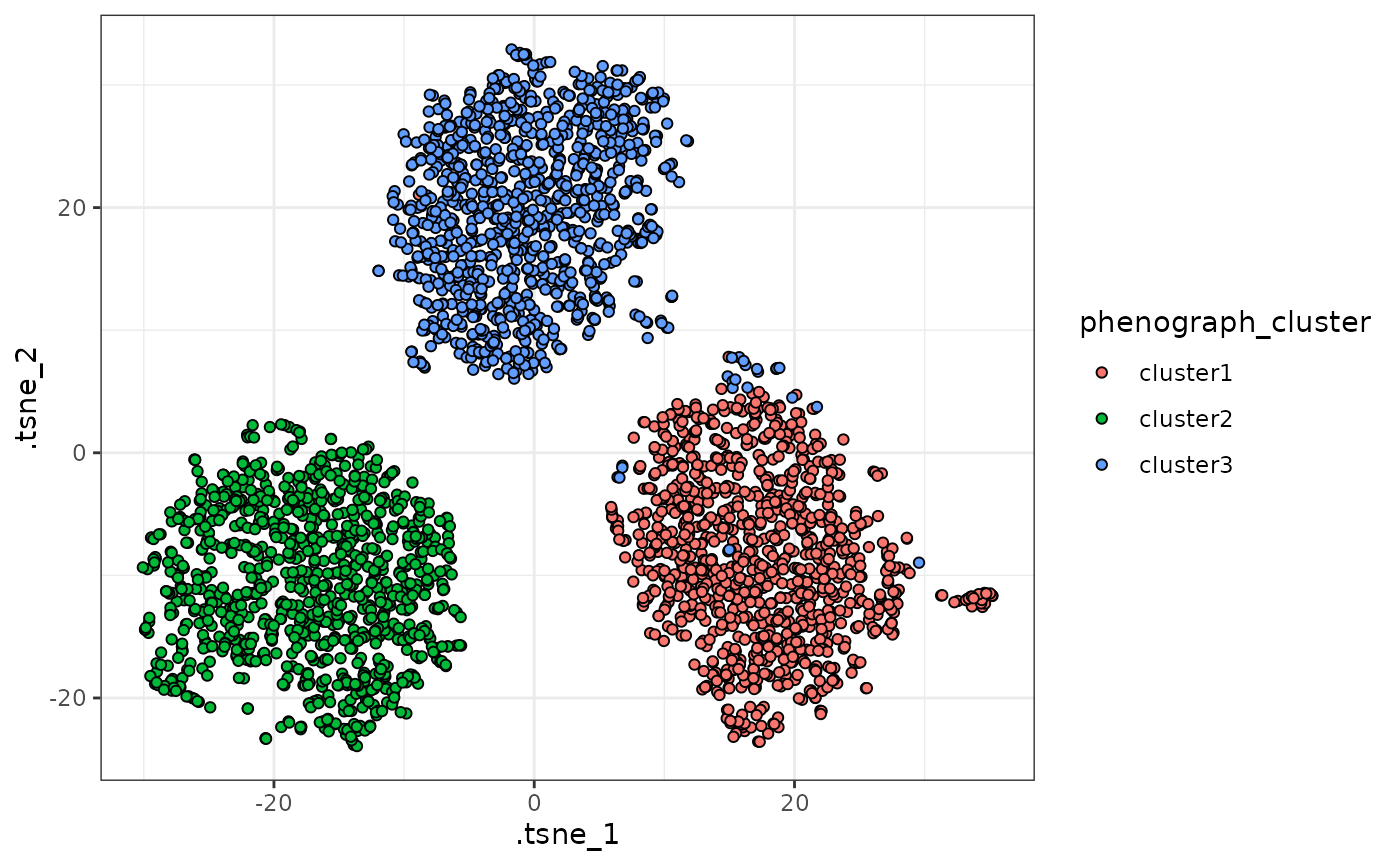 20
0
-20
.tsne_2
-20
0
20
.tsne_1
phenograph_cluster
cluster1
cluster2
cluster3